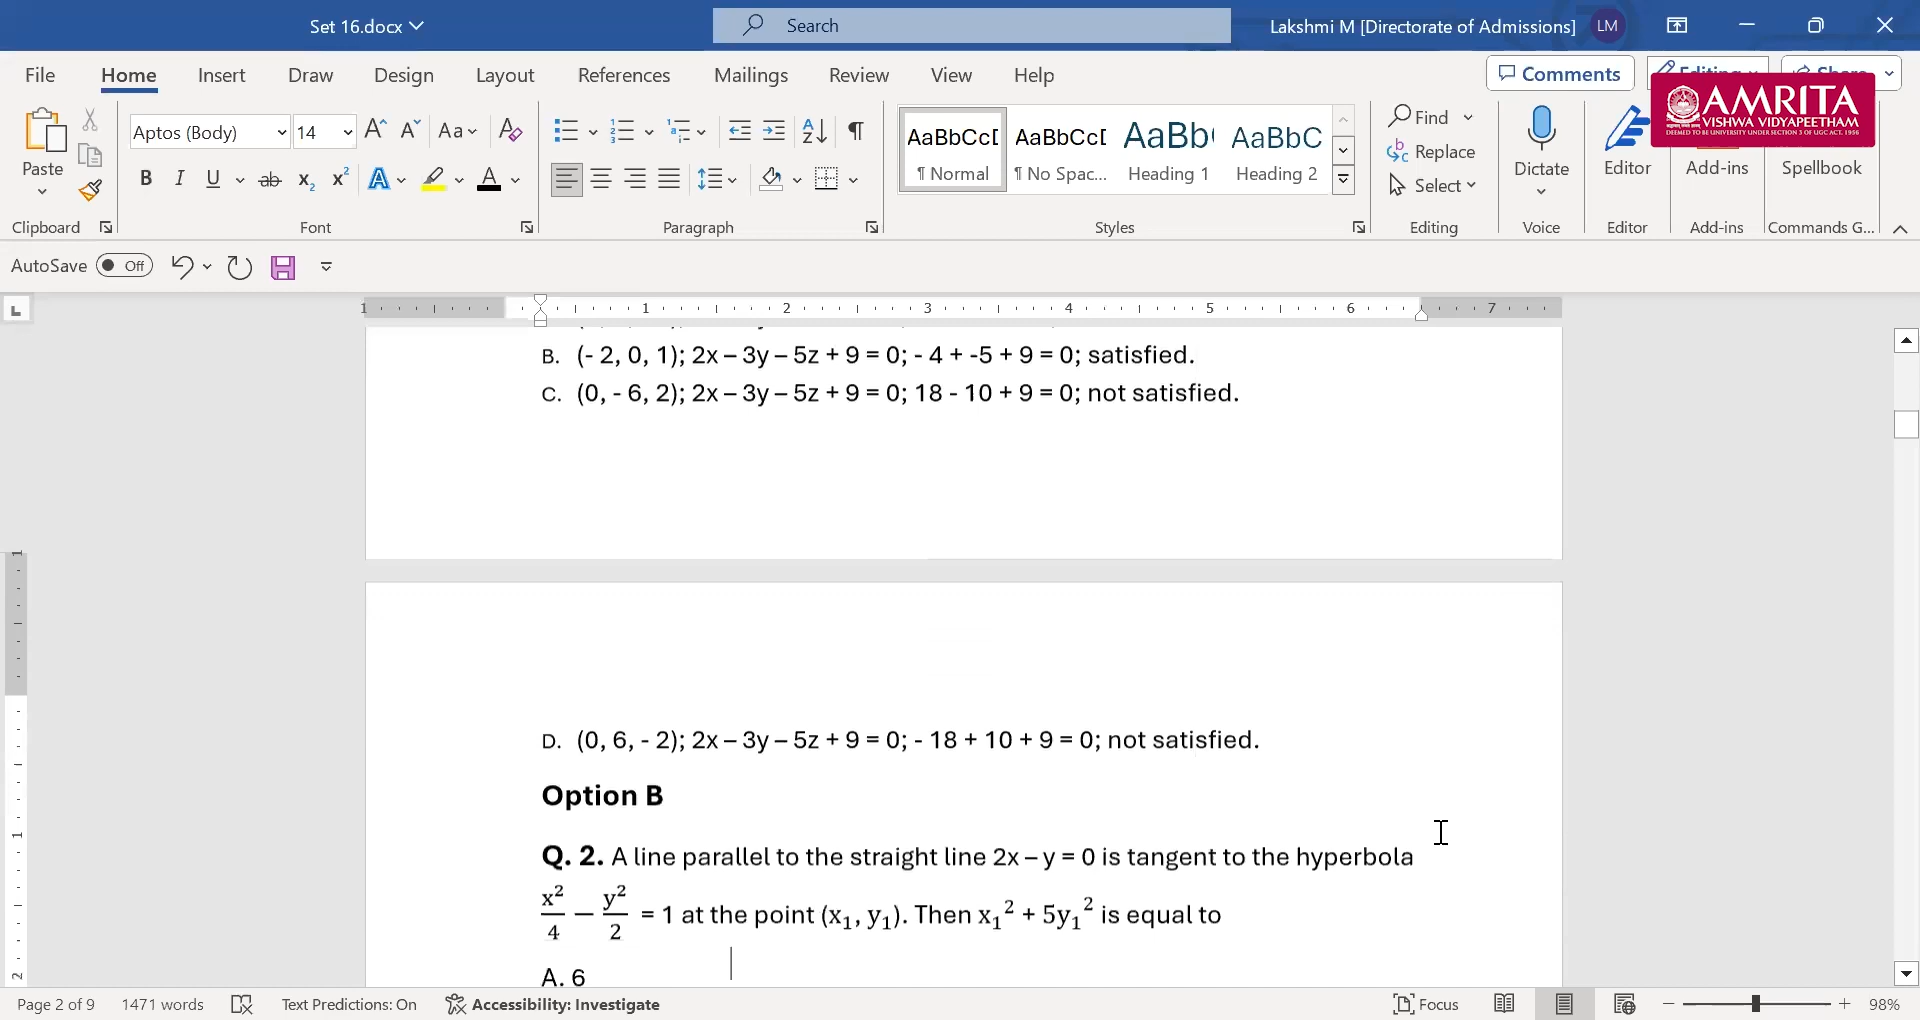 Set 16.docx
Search
Lakshmi M [Directorate of Admissions]
LM
File Home Insert Draw Design Layout References Mailings Review View Help
Comments
AMRITA
VISHWA VIDYAPEETHAM
DEEMED TO BE UNIVERSITY UNDER SECTION 3 OF UGC ACT, 1956
Paste
Aptos (Body) 14
AaBbCcI AaBbCcI AaBb( AaBbC
¶ Normal ¶ No Spac... Heading 1 Heading 2
Find
Replace
Select
Dictate
Editor
Add-ins
Spellbook
Clipboard Font Paragraph Styles Editing Voice Editor Add-ins Commands G...
AutoSave Off
1 1 2 3 4 5 6 7
B. (- 2, 0, 1); 2x – 3y – 5z + 9 = 0; - 4 + -5 + 9 = 0; satisfied.
C. (0, - 6, 2); 2x – 3y – 5z + 9 = 0; 18 - 10 + 9 = 0; not satisfied.
D. (0, 6, - 2); 2x – 3y – 5z + 9 = 0; - 18 + 10 + 9 = 0; not satisfied.
Option B
Q. 2. A line parallel to the straight line 2x – y = 0 is tangent to the hyperbola
x²/4 − y²/2 = 1 at the point (x₁, y₁). Then x₁² + 5y₁² is equal to
A. 6
Page 2 of 9 1471 words Text Predictions: On Accessibility: Investigate Focus 98%